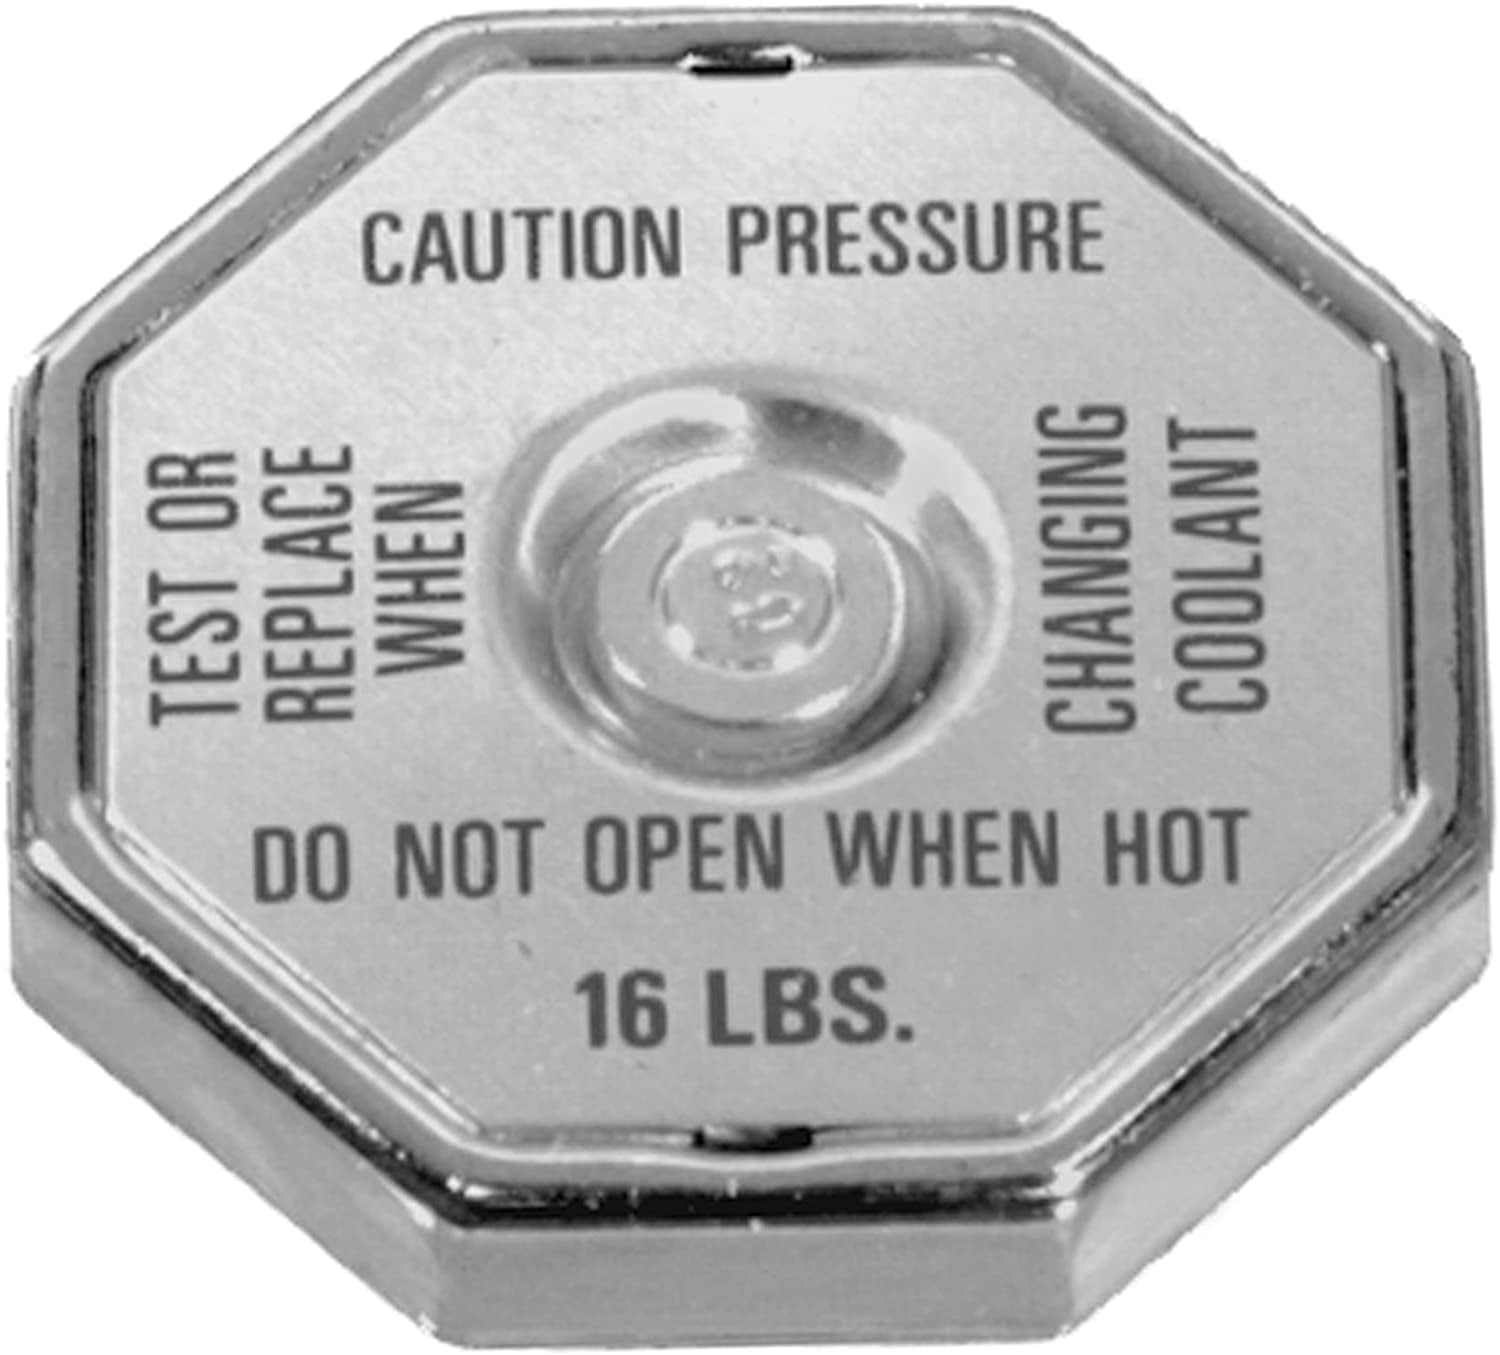 CAUTION PRESSURE
TEST OR
REPLACE
WHEN
CHANGING
COOLANT
DO NOT OPEN WHEN HOT
16 LBS.